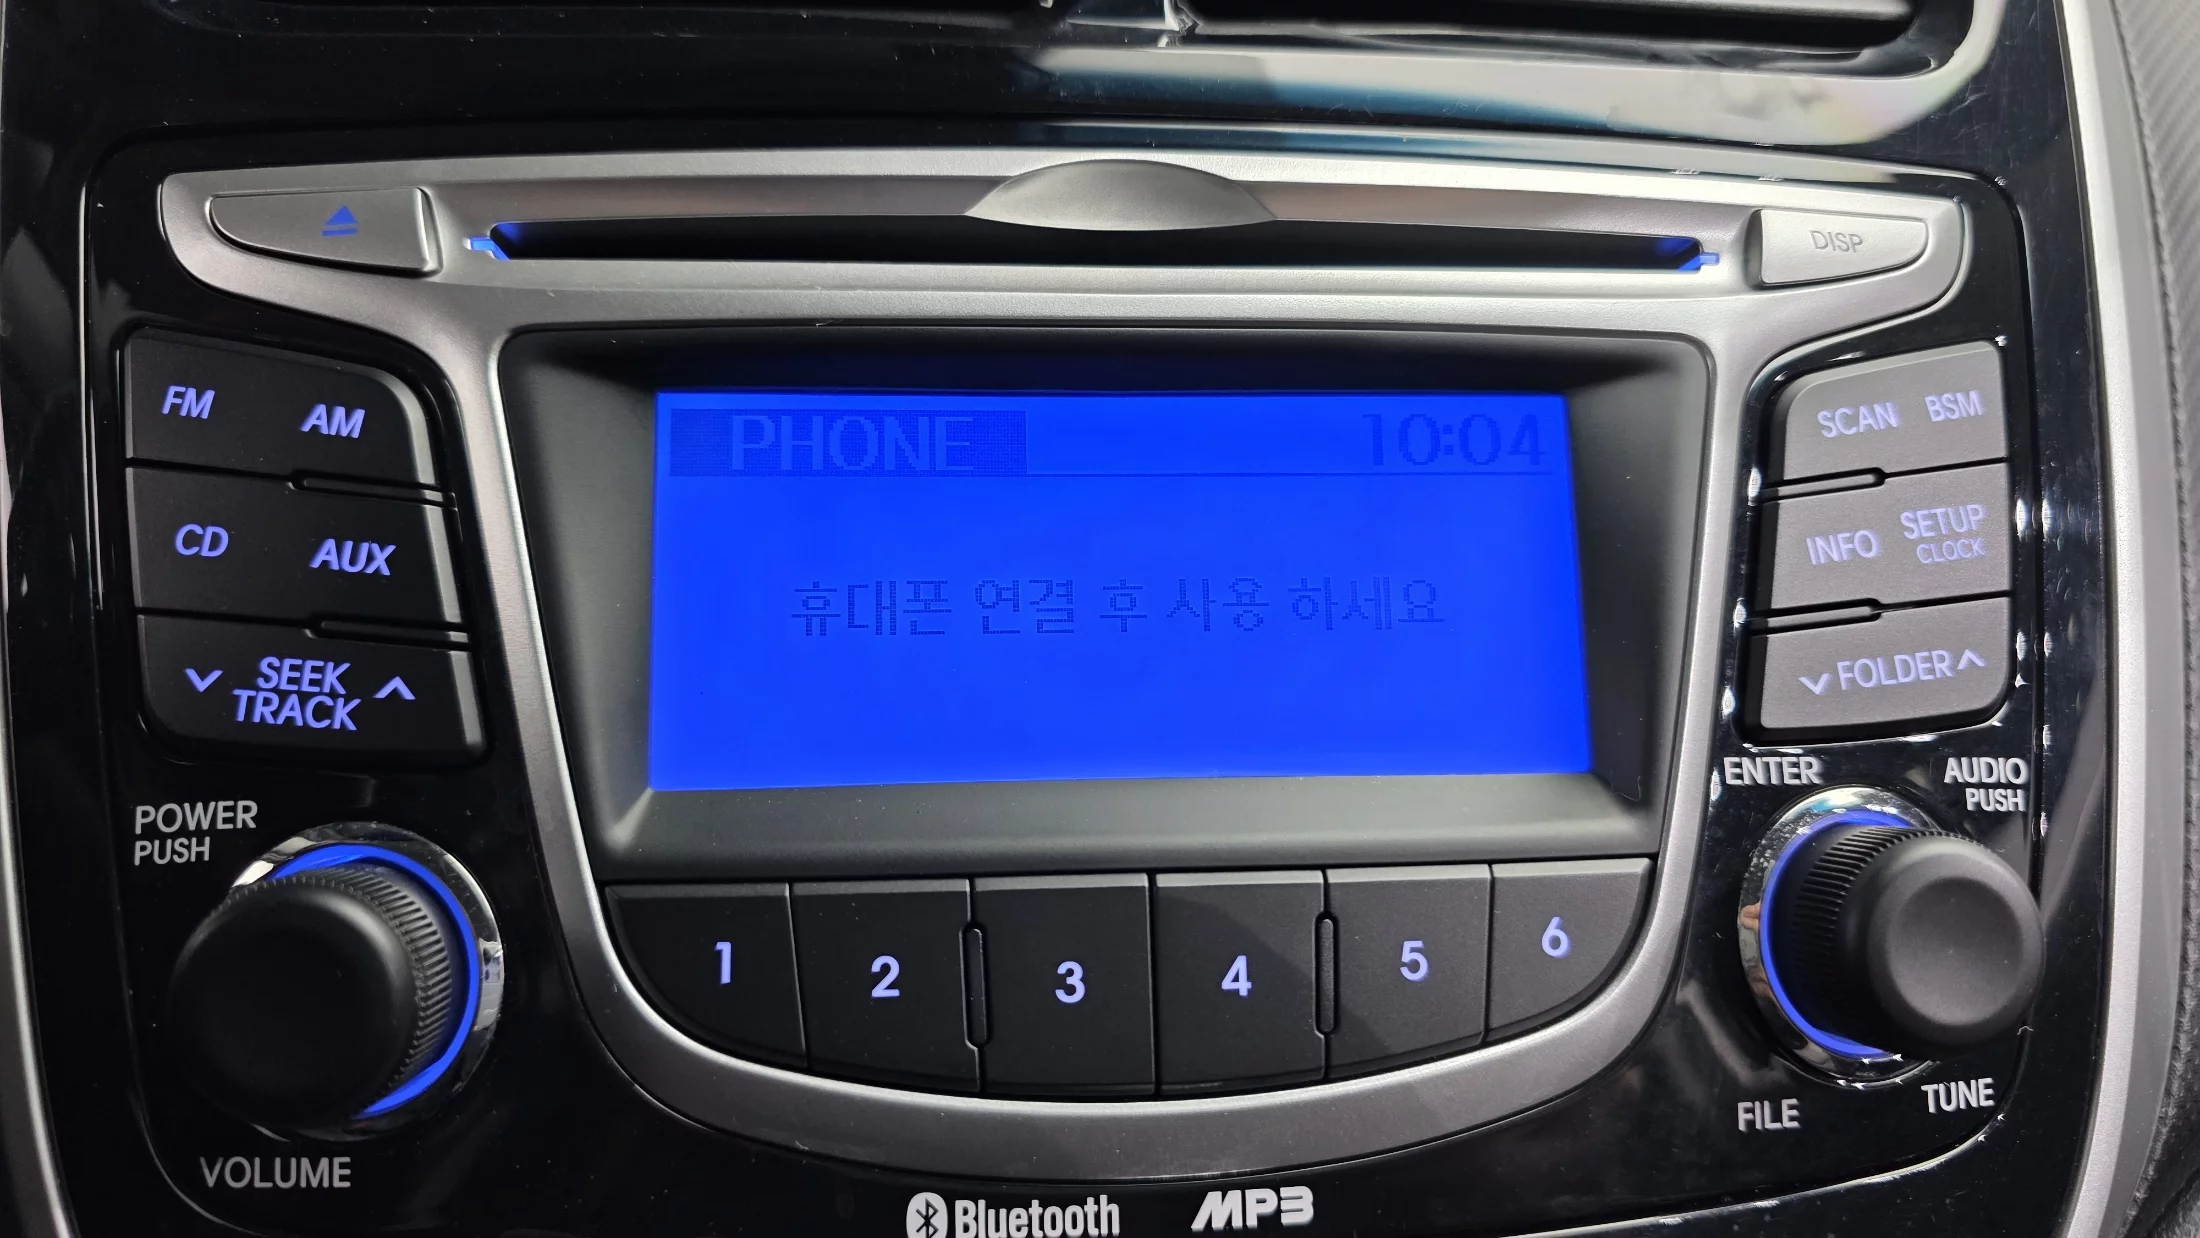 DISP
FM AM
CD AUX
SEEK
TRACK
POWER
PUSH
VOLUME
PHONE 10:04
휴대폰 연결 후 사용 하세요
1 2 3 4 5 6
SCAN BSM
INFO SETUP
CLOCK
FOLDER
ENTER AUDIO
PUSH
FILE TUNE
Bluetooth MP3